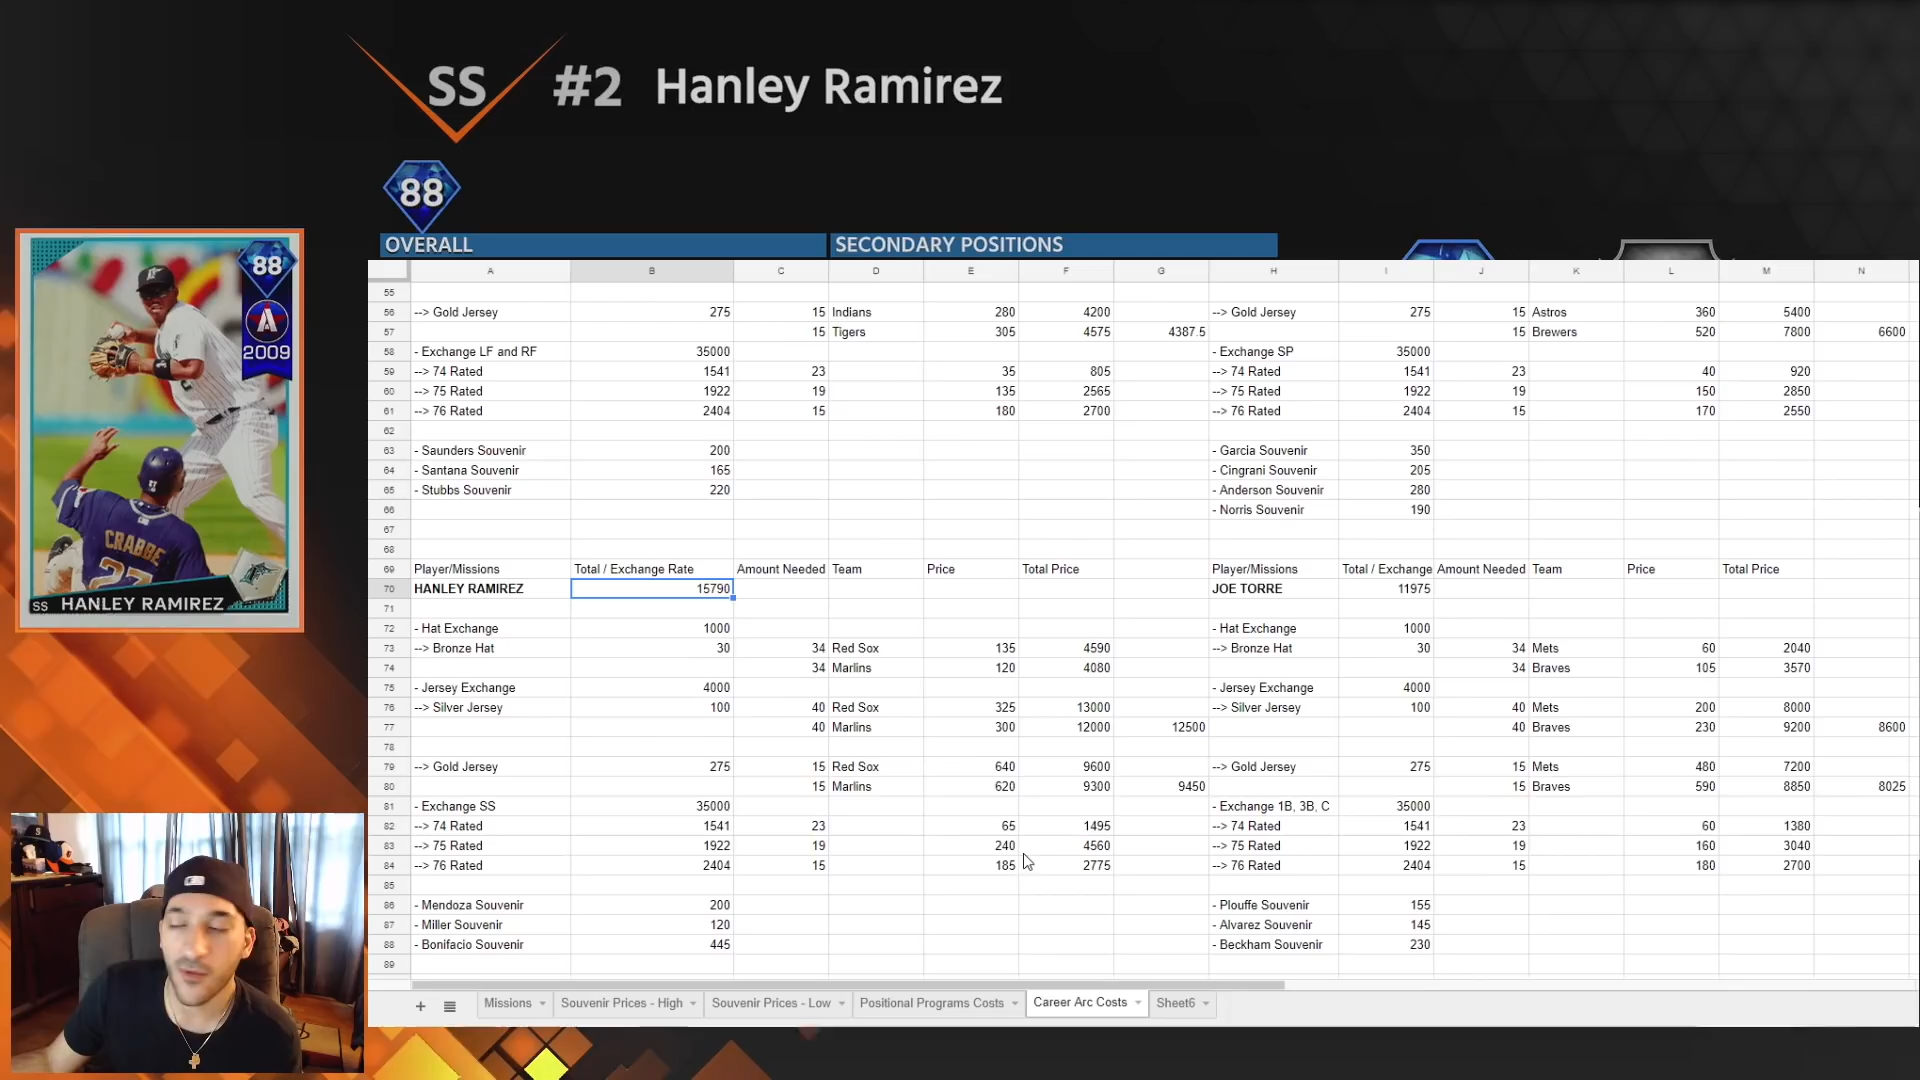 SS #2 Hanley Ramirez
88
OVERALL SECONDARY POSITIONS
88
A
2009
CRABBE
27
SS HANLEY RAMIREZ
A B C D E F G H I J K L M N
55
56 --> Gold Jersey 275 15 Indians 280 4200 --> Gold Jersey 275 15 Astros 360 5400
57 15 Tigers 305 4575 4387.5 15 Brewers 520 7800 6600
58 - Exchange LF and RF 35000 - Exchange SP 35000
59 --> 74 Rated 1541 23 35 805 --> 74 Rated 1541 23 40 920
60 --> 75 Rated 1922 19 135 2565 --> 75 Rated 1922 19 150 2850
61 --> 76 Rated 2404 15 180 2700 --> 76 Rated 2404 15 170 2550
62
63 - Saunders Souvenir 200 - Garcia Souvenir 350
64 - Santana Souvenir 165 - Cingrani Souvenir 205
65 - Stubbs Souvenir 220 - Anderson Souvenir 280
66 - Norris Souvenir 190
67
68
69 Player/Missions Total / Exchange Rate Amount Needed Team Price Total Price Player/Missions Total / Exchange Amount Needed Team Price Total Price
70 HANLEY RAMIREZ 15790 JOE TORRE 11975
71
72 - Hat Exchange 1000 - Hat Exchange 1000
73 --> Bronze Hat 30 34 Red Sox 135 4590 --> Bronze Hat 30 34 Mets 60 2040
74 34 Marlins 120 4080 34 Braves 105 3570
75 - Jersey Exchange 4000 - Jersey Exchange 4000
76 --> Silver Jersey 100 40 Red Sox 325 13000 --> Silver Jersey 100 40 Mets 200 8000
77 40 Marlins 300 12000 12500 40 Braves 230 9200 8600
78
79 --> Gold Jersey 275 15 Red Sox 640 9600 --> Gold Jersey 275 15 Mets 480 7200
80 15 Marlins 620 9300 9450 15 Braves 590 8850 8025
81 - Exchange SS 35000 - Exchange 1B, 3B, C 35000
82 --> 74 Rated 1541 23 65 1495 --> 74 Rated 1541 23 60 1380
83 --> 75 Rated 1922 19 240 4560 --> 75 Rated 1922 19 160 3040
84 --> 76 Rated 2404 15 185 2775 --> 76 Rated 2404 15 180 2700
85
86 - Mendoza Souvenir 200 - Plouffe Souvenir 155
87 - Miller Souvenir 120 - Alvarez Souvenir 145
88 - Bonifacio Souvenir 445 - Beckham Souvenir 230
89
+ Missions Souvenir Prices - High Souvenir Prices - Low Positional Programs Costs Career Arc Costs Sheet6